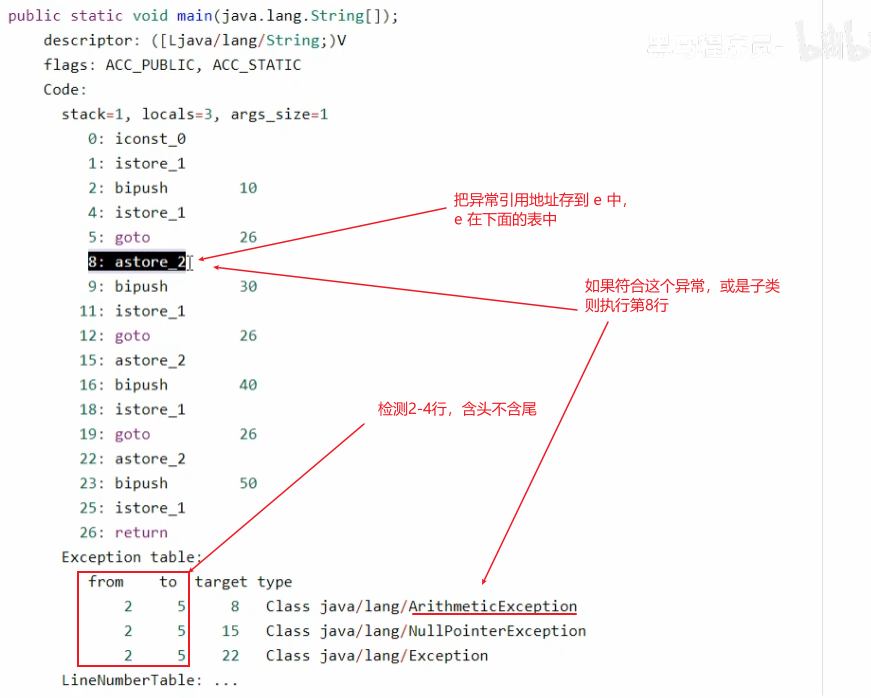 public static void main(java.lang.String[]);
descriptor: ([Ljava/lang/String;)V
flags: ACC_PUBLIC, ACC_STATIC
Code:
stack=1, locals=3, args_size=1
0: iconst_0
1: istore_1
2: bipush 10
4: istore_1
5: goto 26
8: astore_2
9: bipush 30
11: istore_1
12: goto 26
15: astore_2
16: bipush 40
18: istore_1
19: goto 26
22: astore_2
23: bipush 50
25: istore_1
26: return
Exception table:
from to target type
2 5 8 Class java/lang/ArithmeticException
2 5 15 Class java/lang/NullPointerException
2 5 22 Class java/lang/Exception
LineNumberTable: ...
把异常引用地址存到 e 中，
e 在下面的表中
如果符合这个异常，或是子类
则执行第8行
检测2-4行，含头不含尾